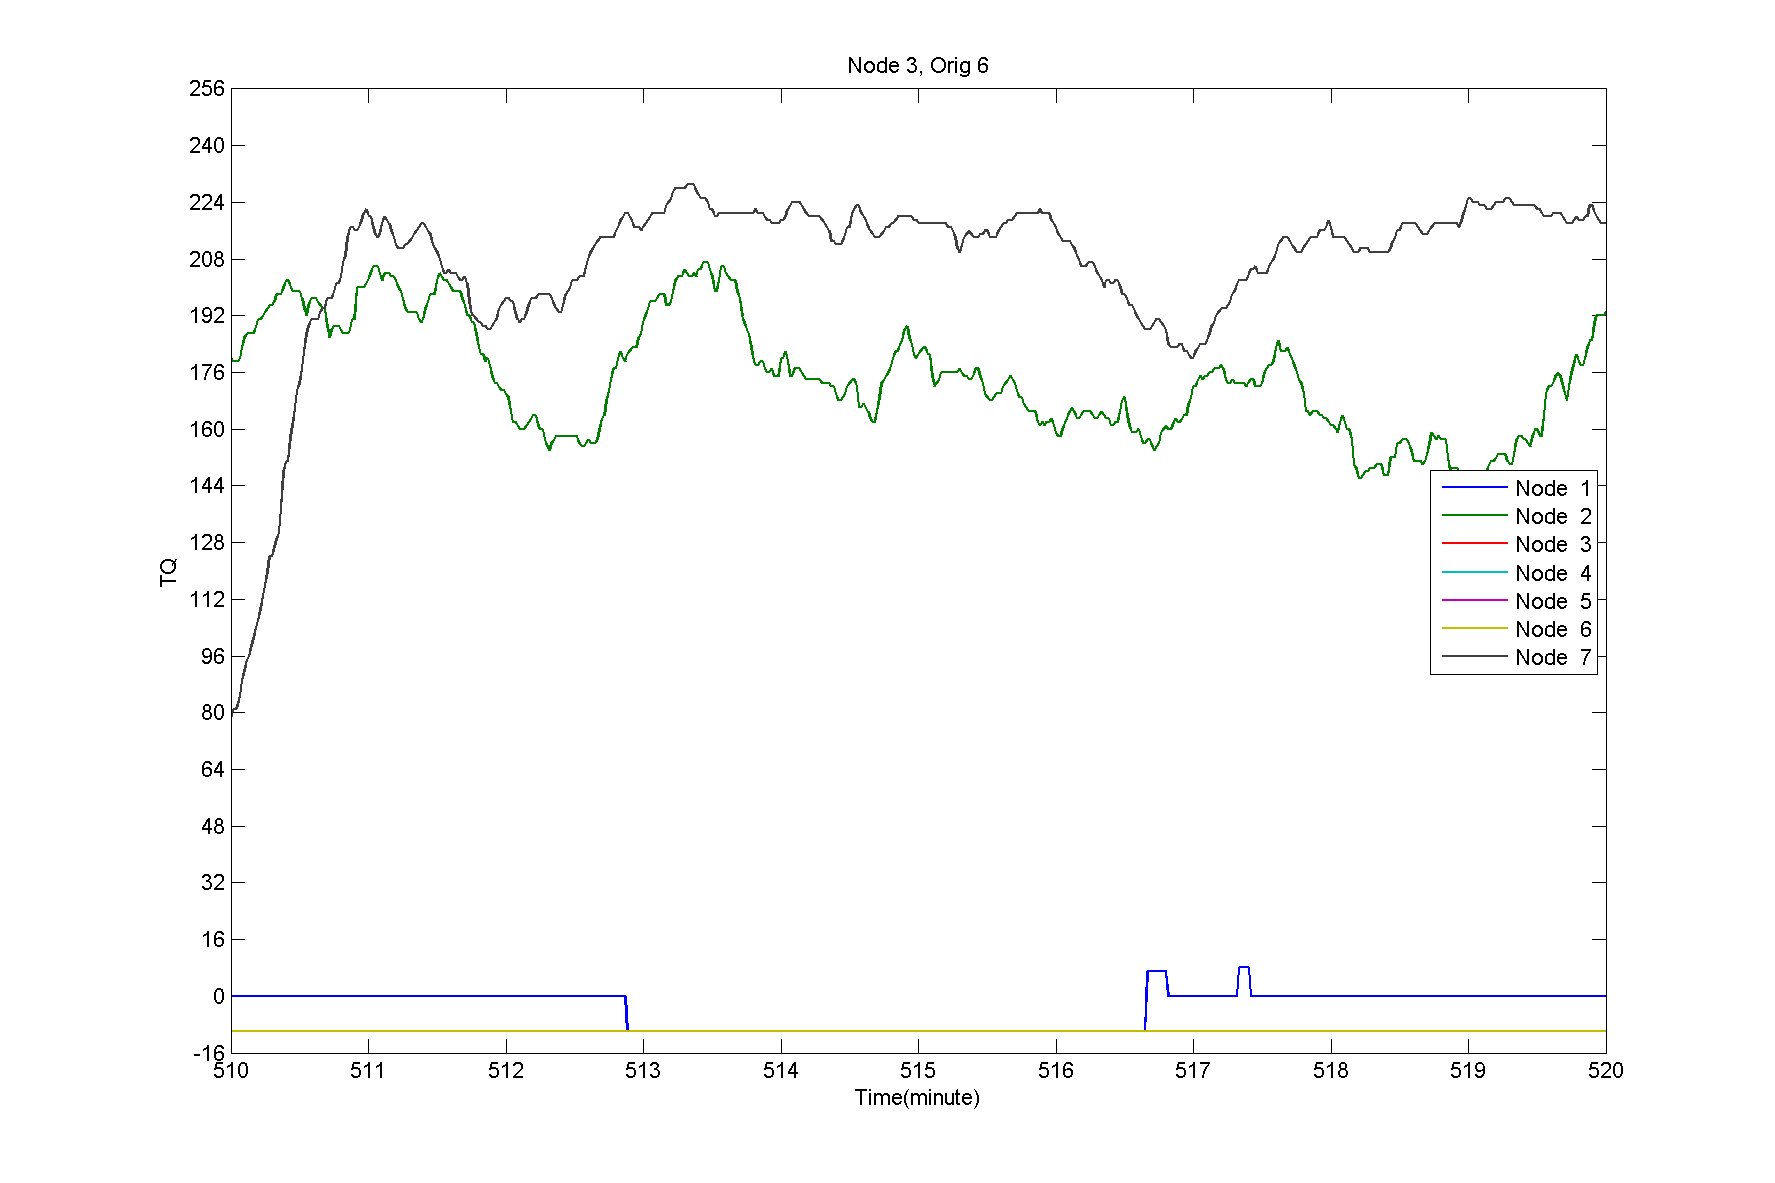 Node 3, Orig 6
256
240
224
208
192
176
160
144
128
112
96
80
64
48
32
16
0
-16
TQ
Node 1
Node 2
Node 3
Node 4
Node 5
Node 6
Node 7
510 511 512 513 514 515 516 517 518 519 520
Time(minute)